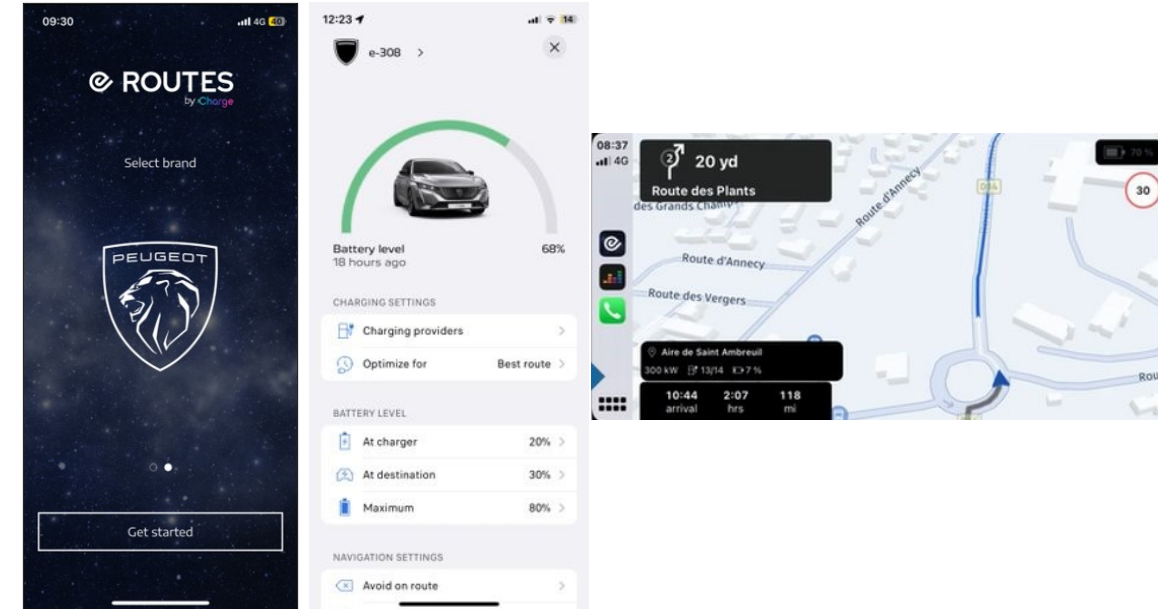 09:30
4G 40
ROUTES
by Charge
Select brand
PEUGEOT
Get started
12:23
14
e-308
Battery level
68%
18 hours ago
CHARGING SETTINGS
Charging providers
Optimize for Best route
BATTERY LEVEL
At charger 20%
At destination 30%
Maximum 80%
NAVIGATION SETTINGS
Avoid on route
08:37
4G
2 20 yd
Route des Plants
des Grands Champs
Route d'Annecy
D14
70 %
30
Route d'Annecy
Route des Vergers
Aire de Saint Ambreuil
300 kW 13/14 7 %
10:44 2:07 118
arrival hrs mi
Rou